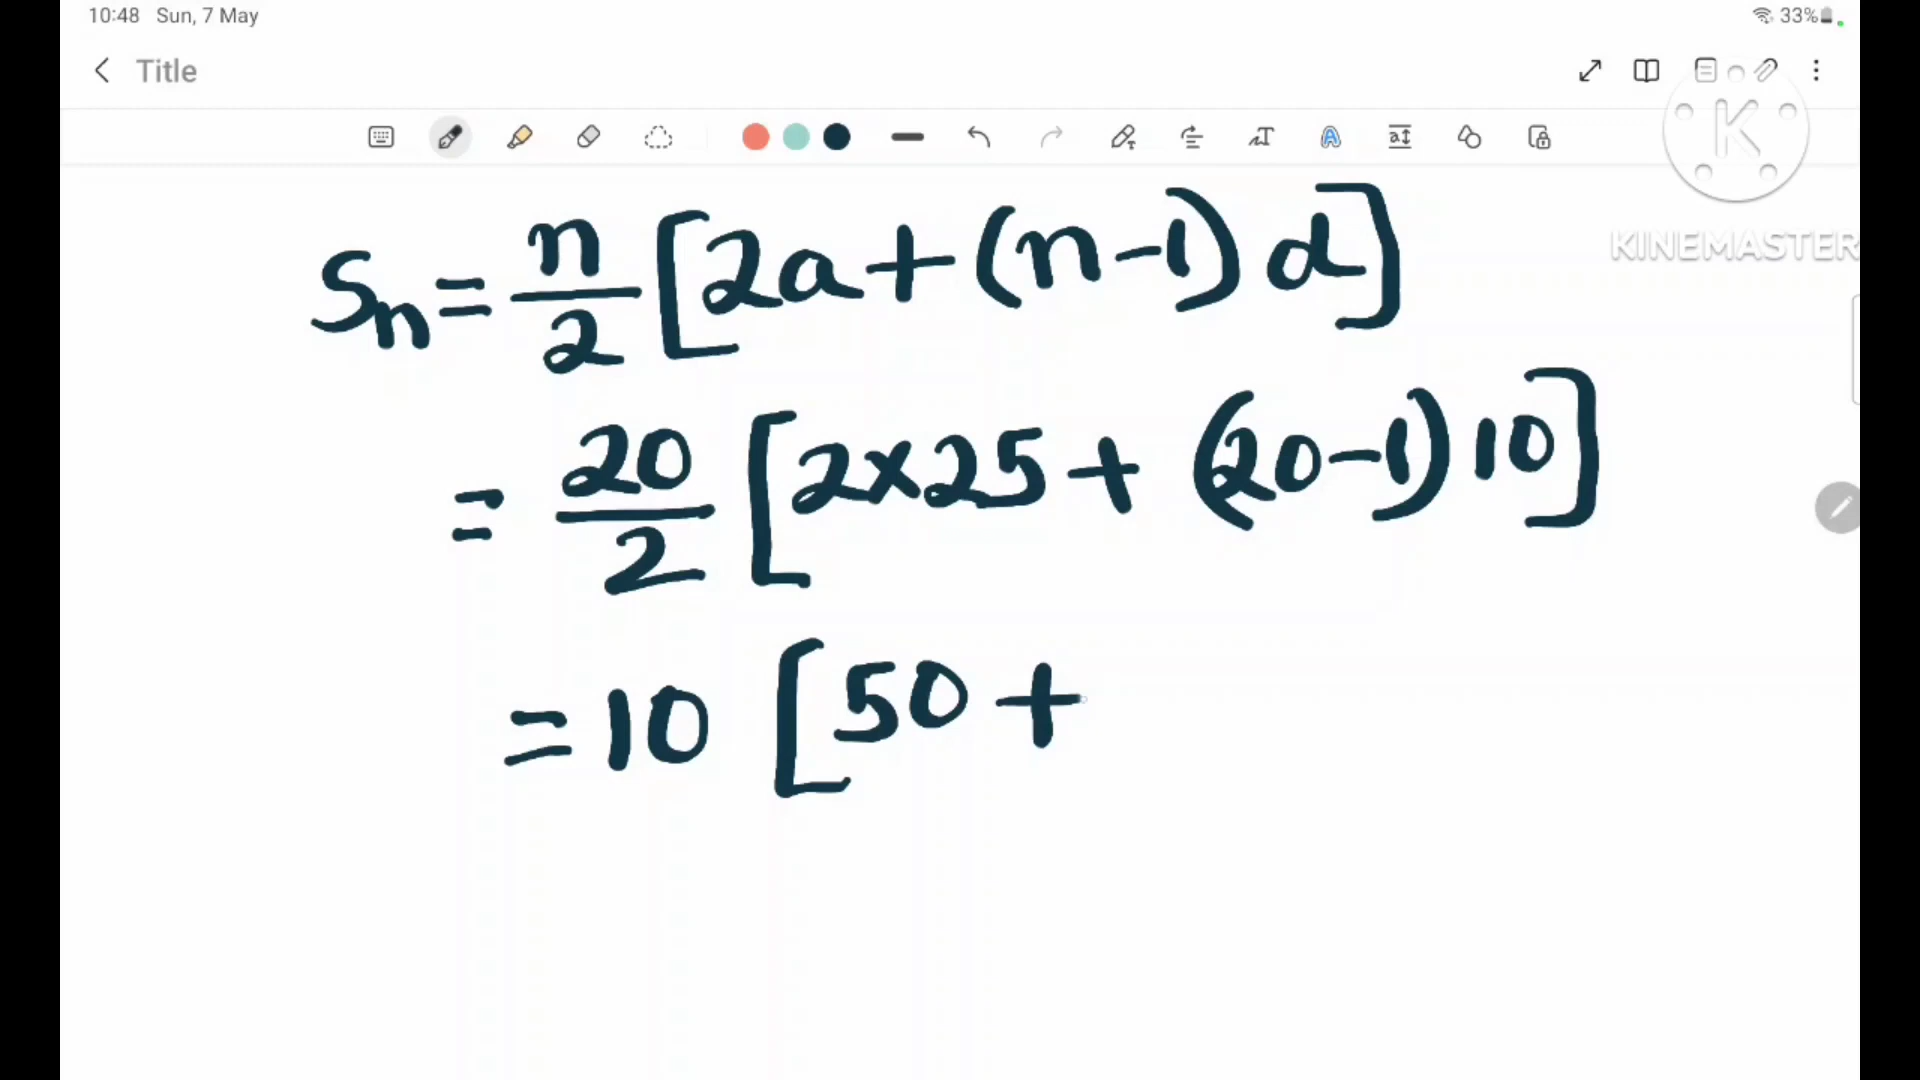 10:48 Sun, 7 May 33%
Title
KINEMASTER
Sn = n/2 [2a + (n-1) d]
= 20/2 [2×25 + (20-1) 10]
= 10 [50 +